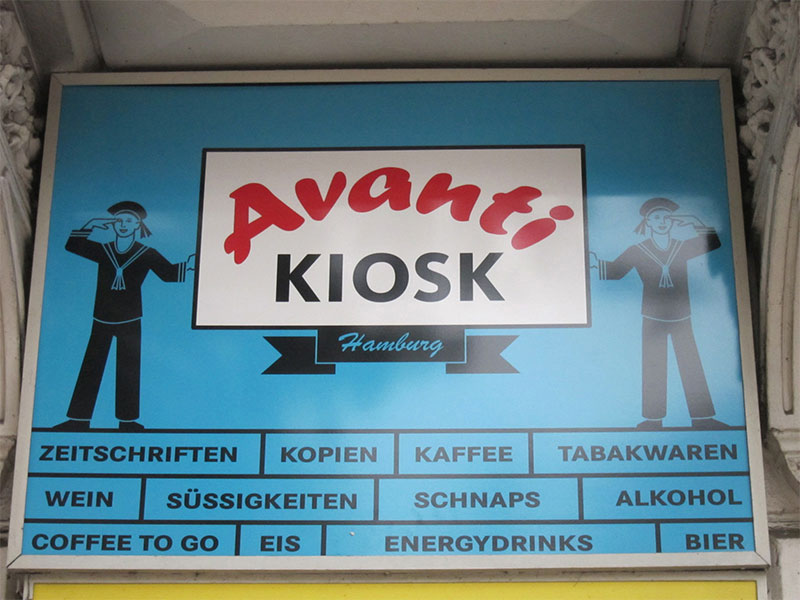 Avanti
KIOSK
Hamburg
ZEITSCHRIFTEN KOPIEN KAFFEE TABAKWAREN
WEIN SÜSSIGKEITEN SCHNAPS ALKOHOL
COFFEE TO GO EIS ENERGYDRINKS BIER